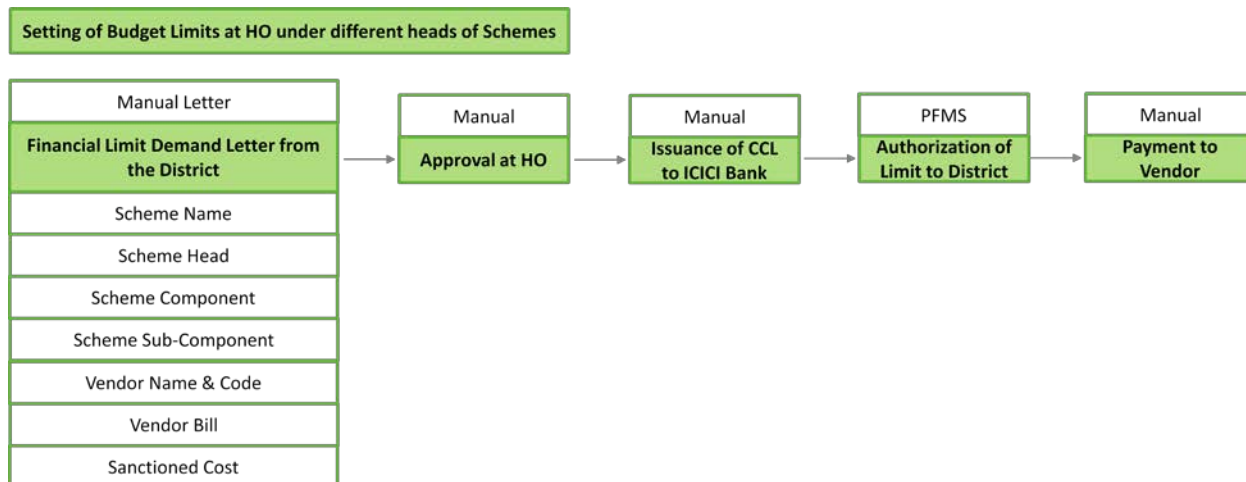 Setting of Budget Limits at HO under different heads of Schemes
Manual Letter
Financial Limit Demand Letter from
the District
Scheme Name
Scheme Head
Scheme Component
Scheme Sub-Component
Vendor Name & Code
Vendor Bill
Sanctioned Cost
Manual
Approval at HO
Manual
Issuance of CCL
to ICICI Bank
PFMS
Authorization of
Limit to District
Manual
Payment to
Vendor